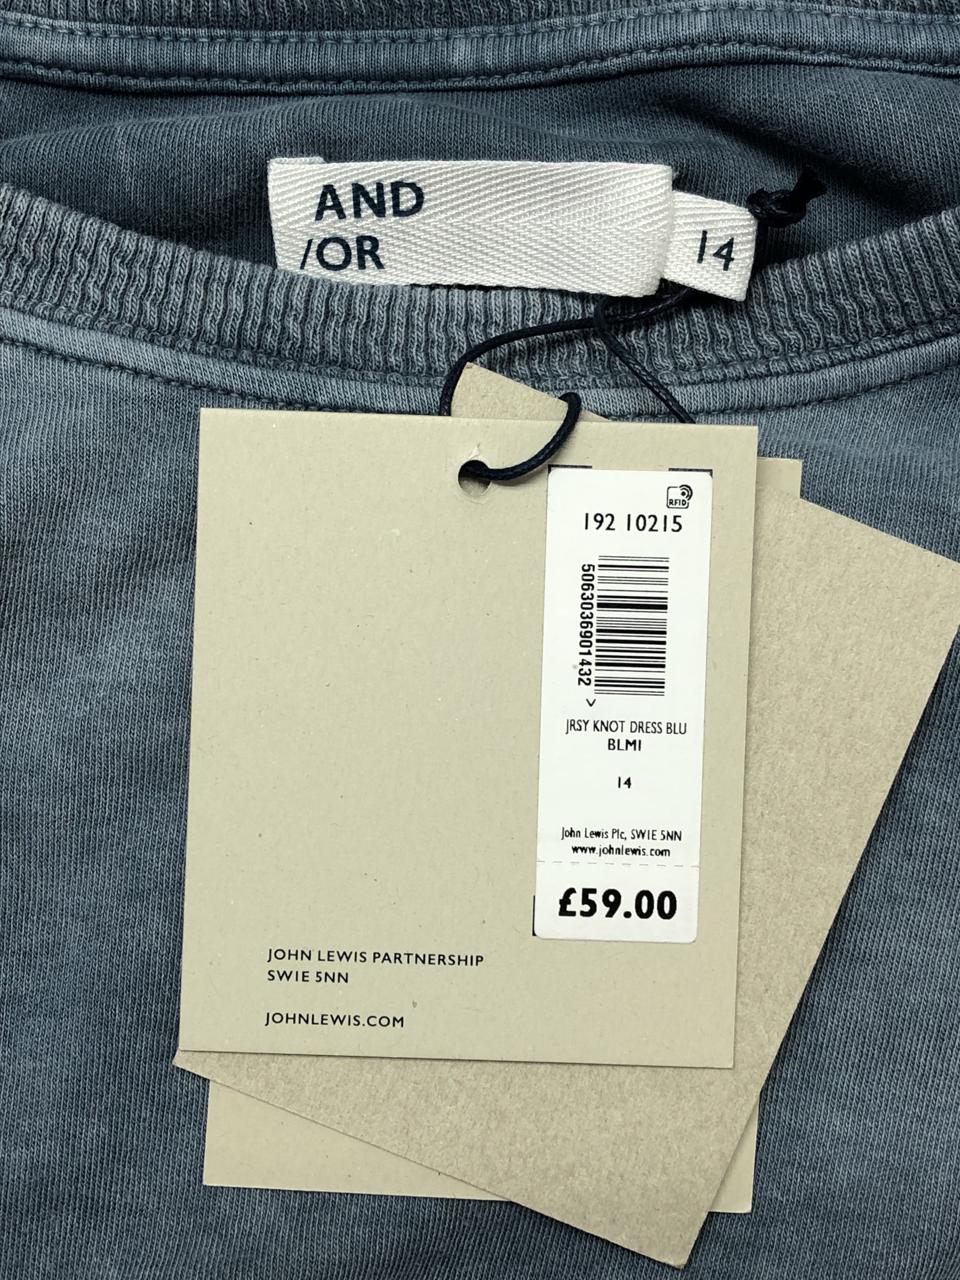 AND
/OR
14
RFID
192 10215
5063036901432 >
JRSY KNOT DRESS BLU
BLMI
14
John Lewis Plc, SW1E 5NN
www.johnlewis.com
£59.00
JOHN LEWIS PARTNERSHIP
SW1E 5NN
JOHNLEWIS.COM